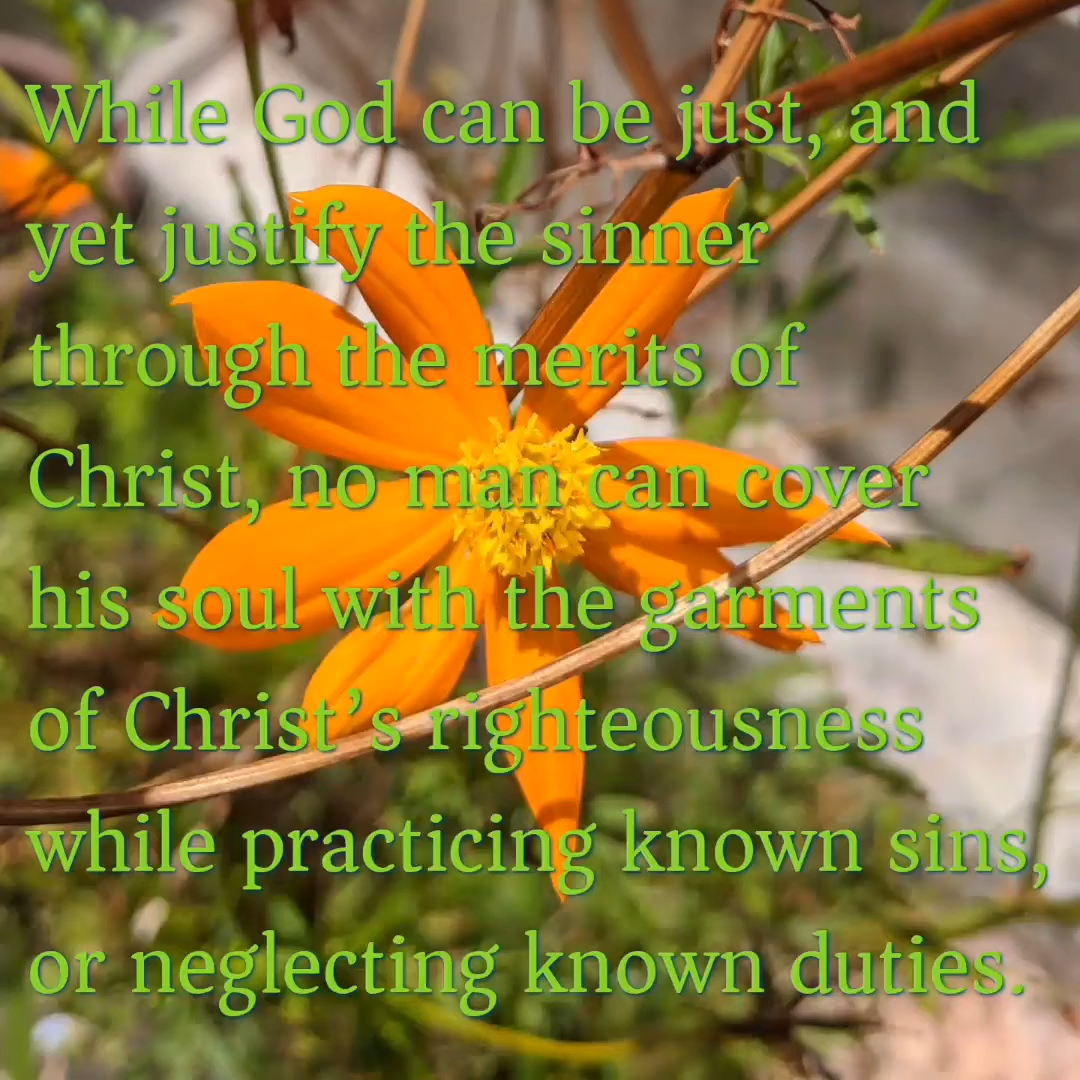 While God can be just, and
yet justify the sinner
through the merits of
Christ, no man can cover
his soul with the garments
of Christ’s righteousness
while practicing known sins,
or neglecting known duties.